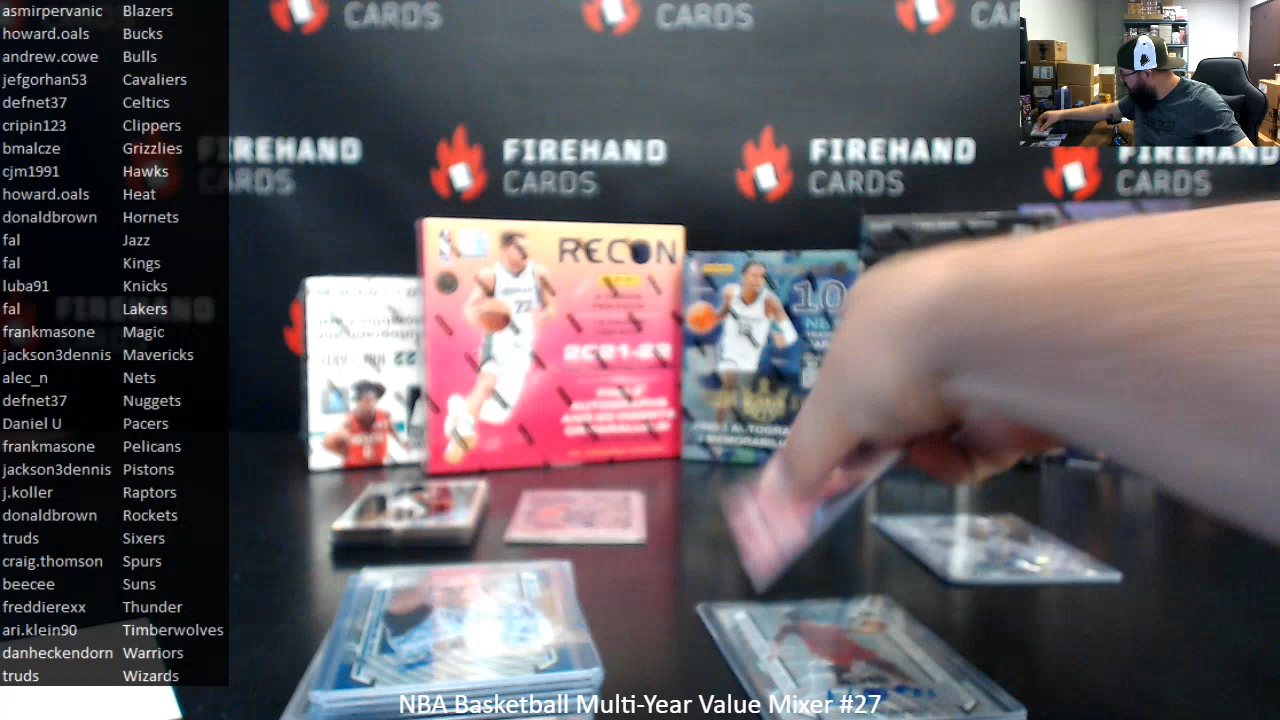 asmirpervanic Blazers
howard.oals Bucks
andrew.cowe Bulls
jefgorhan53 Cavaliers
defnet37 Celtics
cripin123 Clippers
bmalcze Grizzlies
cjm1991 Hawks
howard.oals Heat
donaldbrown Hornets
fal Jazz
fal Kings
luba91 Knicks
fal Lakers
frankmasone Magic
jackson3dennis Mavericks
alec_n Nets
defnet37 Nuggets
Daniel U Pacers
frankmasone Pelicans
jackson3dennis Pistons
j.koller Raptors
donaldbrown Rockets
truds Sixers
craig.thomson Spurs
beecee Suns
freddierexx Thunder
ari.klein90 Timberwolves
danheckendorn Warriors
truds Wizards
CARDS
CARDS
FIREHAND
CARDS
FIREHAND
CARDS
FIREHAND
CARDS
FIREHAND
CARDS
RECON
2021-22
10
NBA Basketball Multi-Year Value Mixer #27